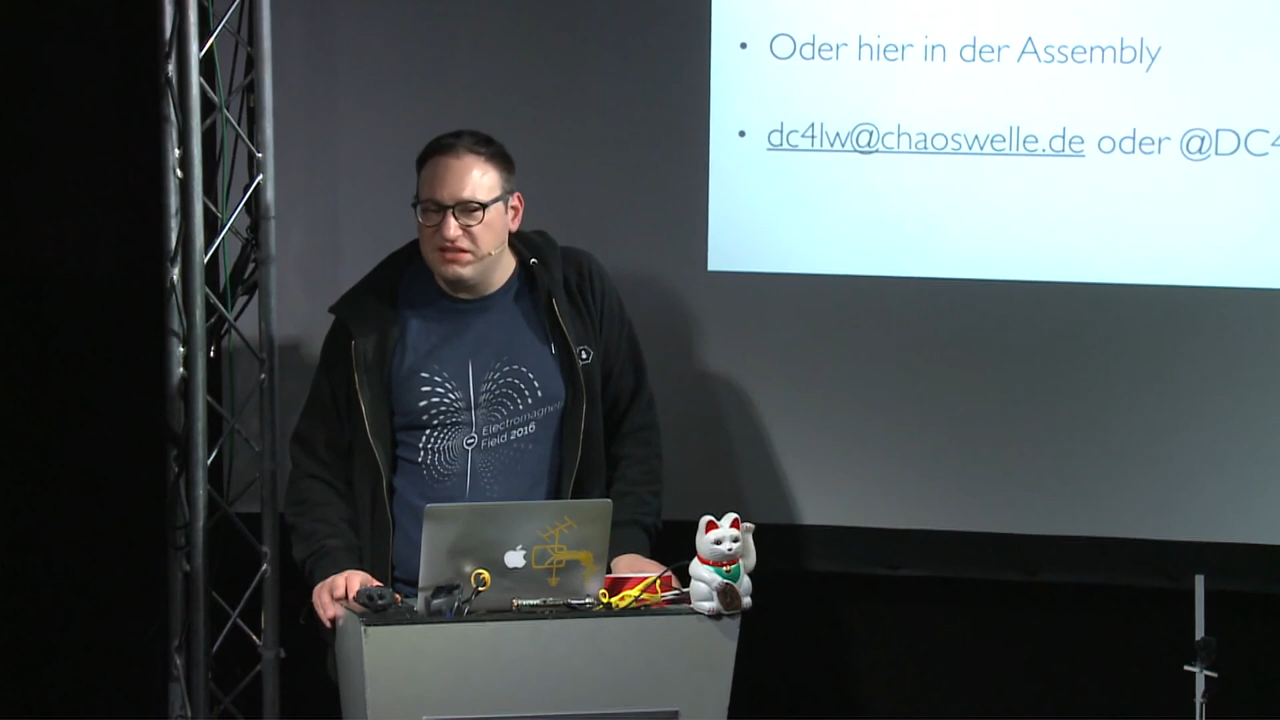 • Oder hier in der Assembly
• dc4lw@chaoswelle.de oder @DC4
Electromagnetic
Field 2016